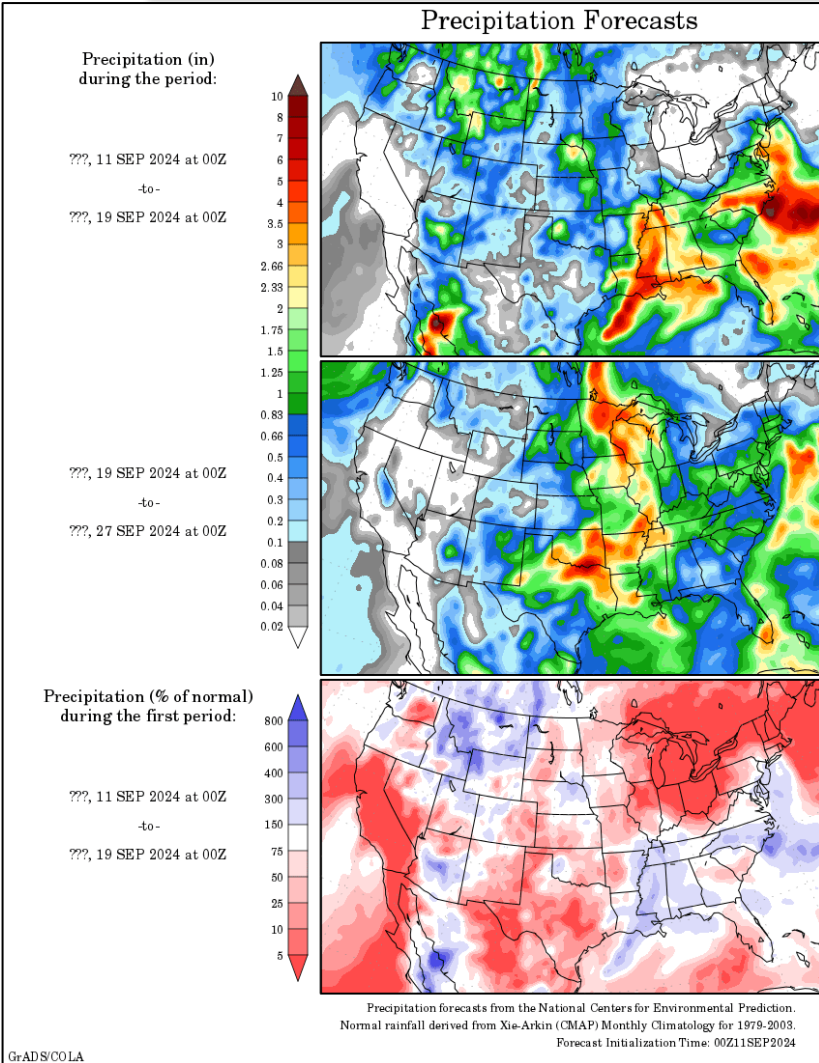 Precipitation Forecasts
Precipitation (in)
during the period:
???, 11 SEP 2024 at 00Z
-to-
???, 19 SEP 2024 at 00Z
10
8
7
6
5
4
3.5
3
2.66
2.33
2
1.75
1.5
1.25
1
0.83
0.66
0.5
0.4
0.3
0.2
0.1
0.08
0.06
0.04
0.02
???, 19 SEP 2024 at 00Z
-to-
???, 27 SEP 2024 at 00Z
Precipitation (% of normal)
during the first period:
???, 11 SEP 2024 at 00Z
-to-
???, 19 SEP 2024 at 00Z
800
600
400
300
150
75
50
25
10
5
Precipitation forecasts from the National Centers for Environmental Prediction.
Normal rainfall derived from Xie-Arkin (CMAP) Monthly Climatology for 1979-2003.
Forecast Initialization Time: 00Z11SEP2024
GrADS/COLA